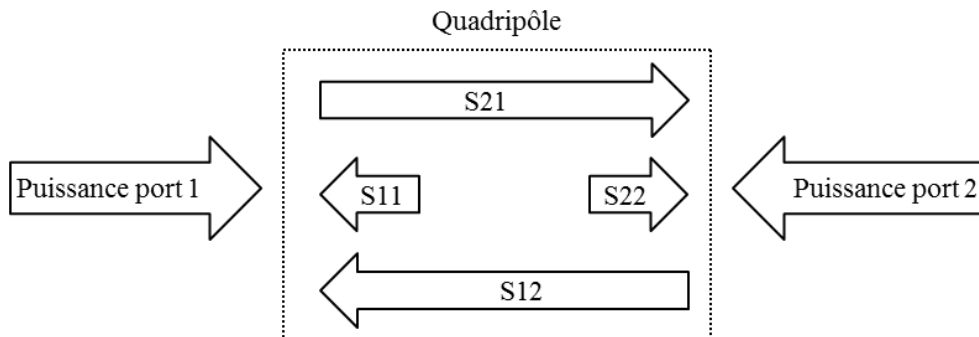 Quadripôle
S21
Puissance port 1
S11
S22
Puissance port 2
S12